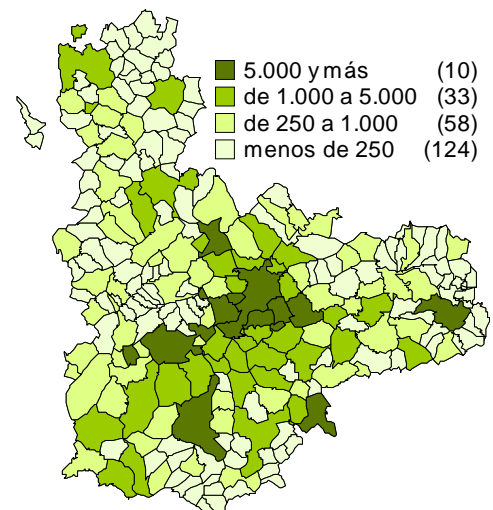 5.000 y más (10)
de 1.000 a 5.000 (33)
de 250 a 1.000 (58)
menos de 250 (124)